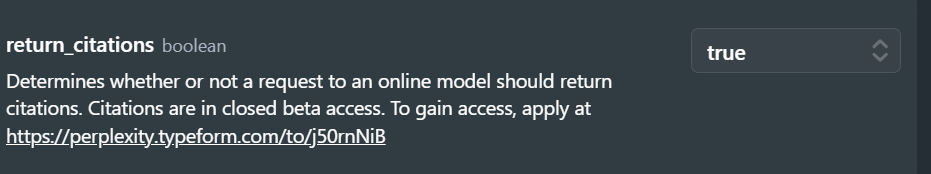 return_citations boolean
true
Determines whether or not a request to an online model should return
citations. Citations are in closed beta access. To gain access, apply at
https://perplexity.typeform.com/to/j50rnNiB